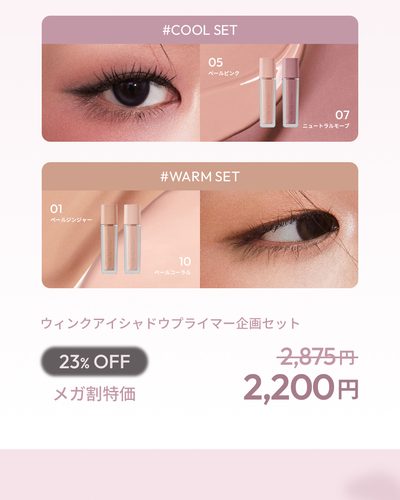 #COOL SET
05
ペールピンク
07
ニュートラルモーブ
#WARM SET
01
ペールジンジャー
10
ペールコーラル
ウィンクアイシャドウプライマー企画セット
23% OFF
2,875円
メガ割特価
2,200円